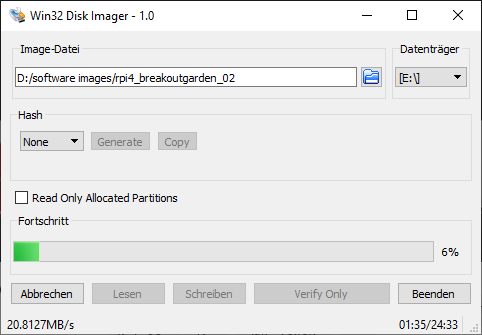 Win32 Disk Imager - 1.0
Image-Datei
Datenträger
D:/software images/rpi4_breakoutgarden_02
[E:\]
Hash
None
Generate
Copy
Read Only Allocated Partitions
Fortschritt
6%
Abbrechen
Lesen
Schreiben
Verify Only
Beenden
20.8127MB/s
01:35/24:33